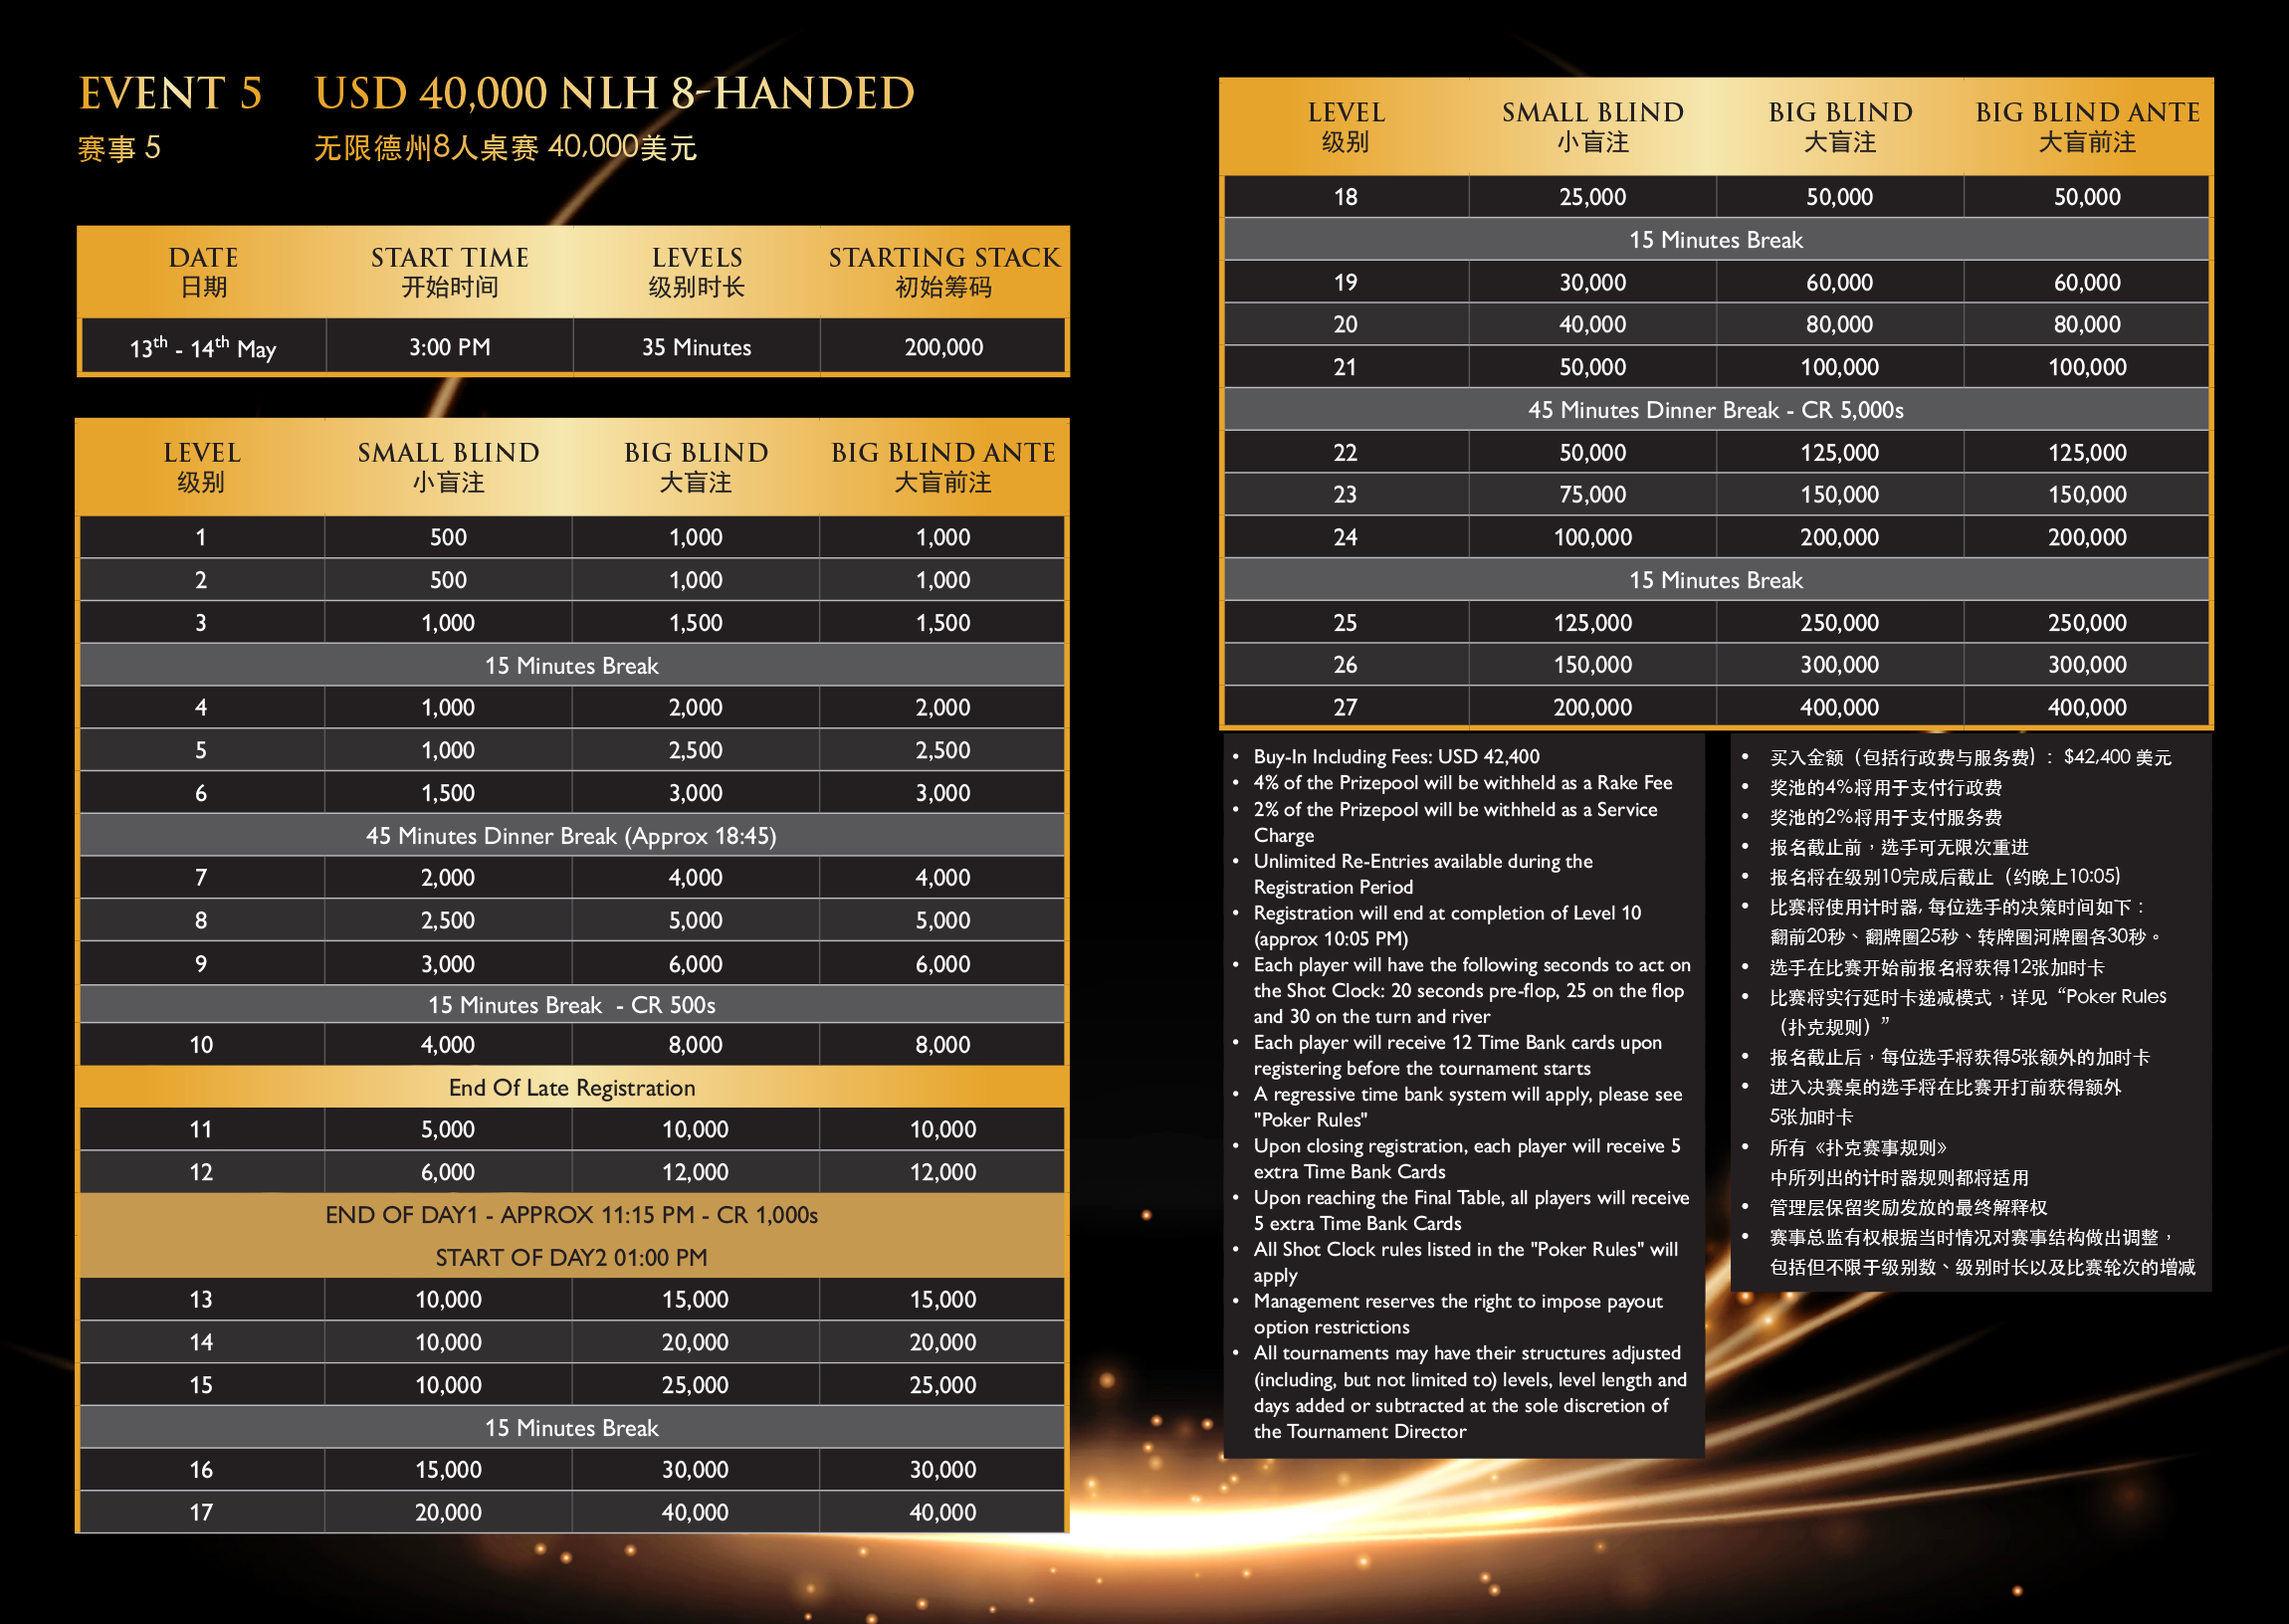 EVENT 5 USD 40,000 NLH 8-HANDED
赛事 5 无限德州8人桌赛 40,000美元
DATE START TIME LEVELS STARTING STACK
日期 开始时间 级别时长 初始筹码
13th - 14th May 3:00 PM 35 Minutes 200,000
LEVEL SMALL BLIND BIG BLIND BIG BLIND ANTE
级别 小盲注 大盲注 大盲前注
1 500 1,000 1,000
2 500 1,000 1,000
3 1,000 1,500 1,500
15 Minutes Break
4 1,000 2,000 2,000
5 1,000 2,500 2,500
6 1,500 3,000 3,000
45 Minutes Dinner Break (Approx 18:45)
7 2,000 4,000 4,000
8 2,500 5,000 5,000
9 3,000 6,000 6,000
15 Minutes Break - CR 500s
10 4,000 8,000 8,000
End Of Late Registration
11 5,000 10,000 10,000
12 6,000 12,000 12,000
END OF DAY1 - APPROX 11:15 PM - CR 1,000s
START OF DAY2 01:00 PM
13 10,000 15,000 15,000
14 10,000 20,000 20,000
15 10,000 25,000 25,000
15 Minutes Break
16 15,000 30,000 30,000
17 20,000 40,000 40,000
LEVEL SMALL BLIND BIG BLIND BIG BLIND ANTE
级别 小盲注 大盲注 大盲前注
18 25,000 50,000 50,000
15 Minutes Break
19 30,000 60,000 60,000
20 40,000 80,000 80,000
21 50,000 100,000 100,000
45 Minutes Dinner Break - CR 5,000s
22 50,000 125,000 125,000
23 75,000 150,000 150,000
24 100,000 200,000 200,000
15 Minutes Break
25 125,000 250,000 250,000
26 150,000 300,000 300,000
27 200,000 400,000 400,000
• Buy-In Including Fees: USD 42,400
• 4% of the Prizepool will be withheld as a Rake Fee
• 2% of the Prizepool will be withheld as a Service
Charge
• Unlimited Re-Entries available during the
Registration Period
• Registration will end at completion of Level 10
(approx 10:05 PM)
• Each player will have the following seconds to act on
the Shot Clock: 20 seconds pre-flop, 25 on the flop
and 30 on the turn and river
• Each player will receive 12 Time Bank cards upon
registering before the tournament starts
• A regressive time bank system will apply, please see
"Poker Rules"
• Upon closing registration, each player will receive 5
extra Time Bank Cards
• Upon reaching the Final Table, all players will receive
5 extra Time Bank Cards
• All Shot Clock rules listed in the "Poker Rules" will
apply
• Management reserves the right to impose payout
option restrictions
• All tournaments may have their structures adjusted
(including, but not limited to) levels, level length and
days added or subtracted at the sole discretion of
the Tournament Director
• 买入金额（包括行政费与服务费）：$42,400 美元
• 奖池的4%将用于支付行政费
• 奖池的2%将用于支付服务费
• 报名截止前，选手可无限次重进
• 报名将在级别10完成后截止（约晚上10:05）
• 比赛将使用计时器, 每位选手的决策时间如下：
翻前20秒、翻牌圈25秒、转牌圈河牌圈各30秒。
• 选手在比赛开始前报名将获得12张加时卡
• 比赛将实行延时卡递减模式，详见“Poker Rules
（扑克规则）”
• 报名截止后，每位选手将获得5张额外的加时卡
• 进入决赛桌的选手将在比赛开打前获得额外
5张加时卡
• 所有《扑克赛事规则》
中所列出的计时器规则都将适用
• 管理层保留奖励发放的最终解释权
• 赛事总监有权根据当时情况对赛事结构做出调整，
包括但不限于级别数、级别时长以及比赛轮次的增减